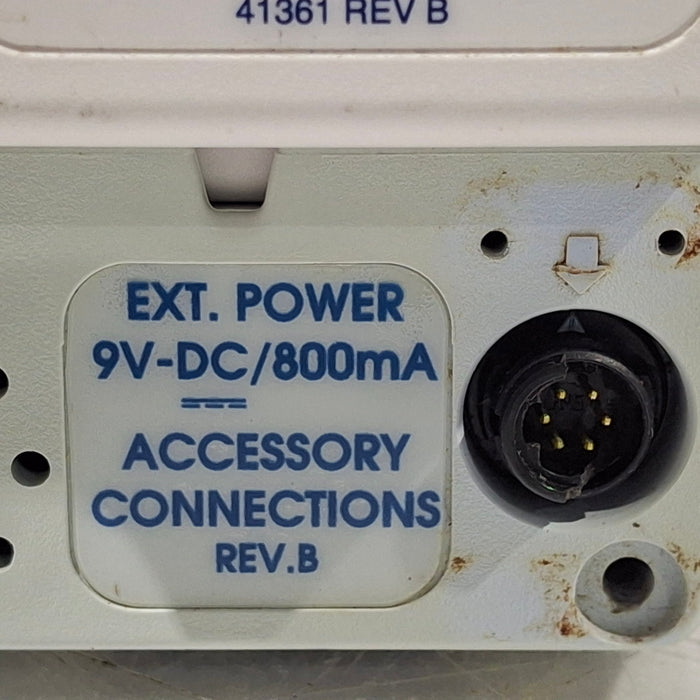 41361 REV B
EXT. POWER
9V-DC/800mA
ACCESSORY
CONNECTIONS
REV.B